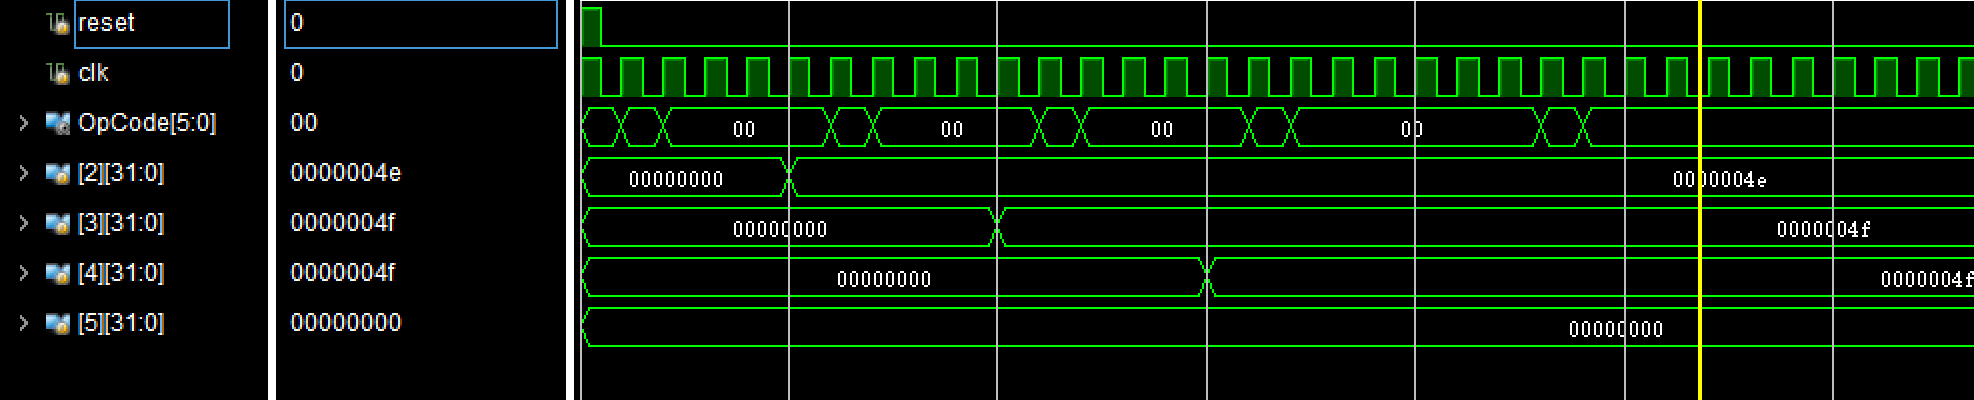 reset 0
clk 0
OpCode[5:0] 00 00 00 00 00
[2][31:0] 0000004e 00000000 0000004e
[3][31:0] 0000004f 00000000 0000004f
[4][31:0] 0000004f 00000000 0000004f
[5][31:0] 00000000 00000000